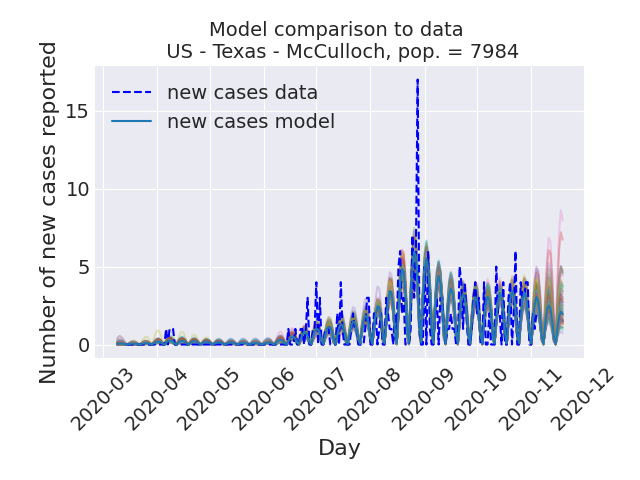 Model comparison to data
US - Texas - McCulloch, pop. = 7984
Number of new cases reported
new cases data
new cases model
15
10
5
0
2020-03
2020-04
2020-05
2020-06
2020-07
2020-08
2020-09
2020-10
2020-11
2020-12
Day